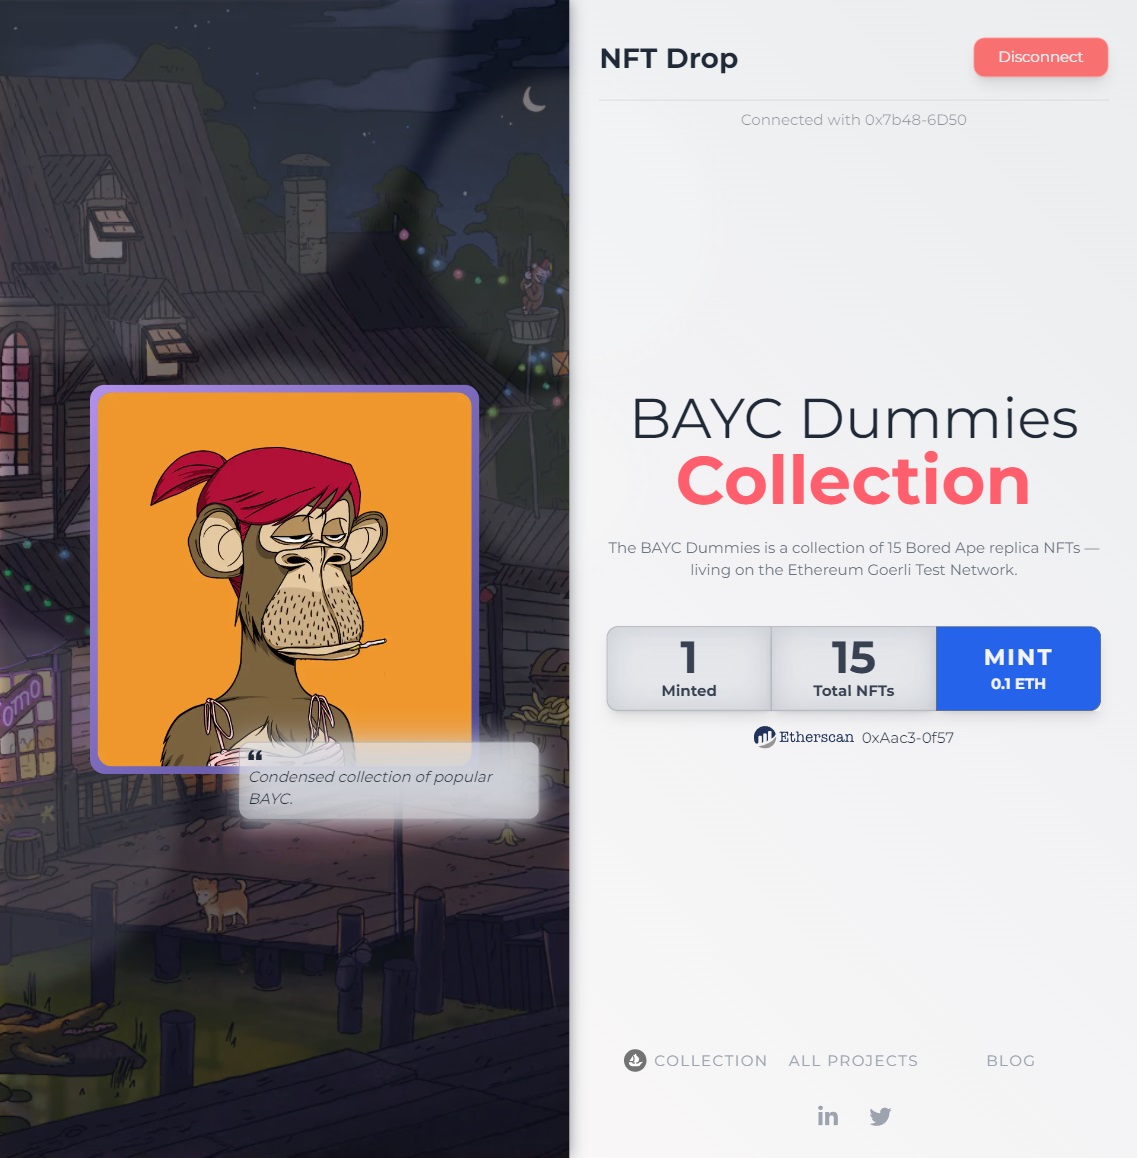 NFT Drop
Disconnect
Connected with 0x7b48-6D50
BAYC Dummies
Collection
The BAYC Dummies is a collection of 15 Bored Ape replica NFTs —
living on the Ethereum Goerli Test Network.
1
Minted
15
Total NFTs
MINT
0.1 ETH
Etherscan 0xAac3-0f57
“
Condensed collection of popular
BAYC.
omo
COLLECTION ALL PROJECTS BLOG
in